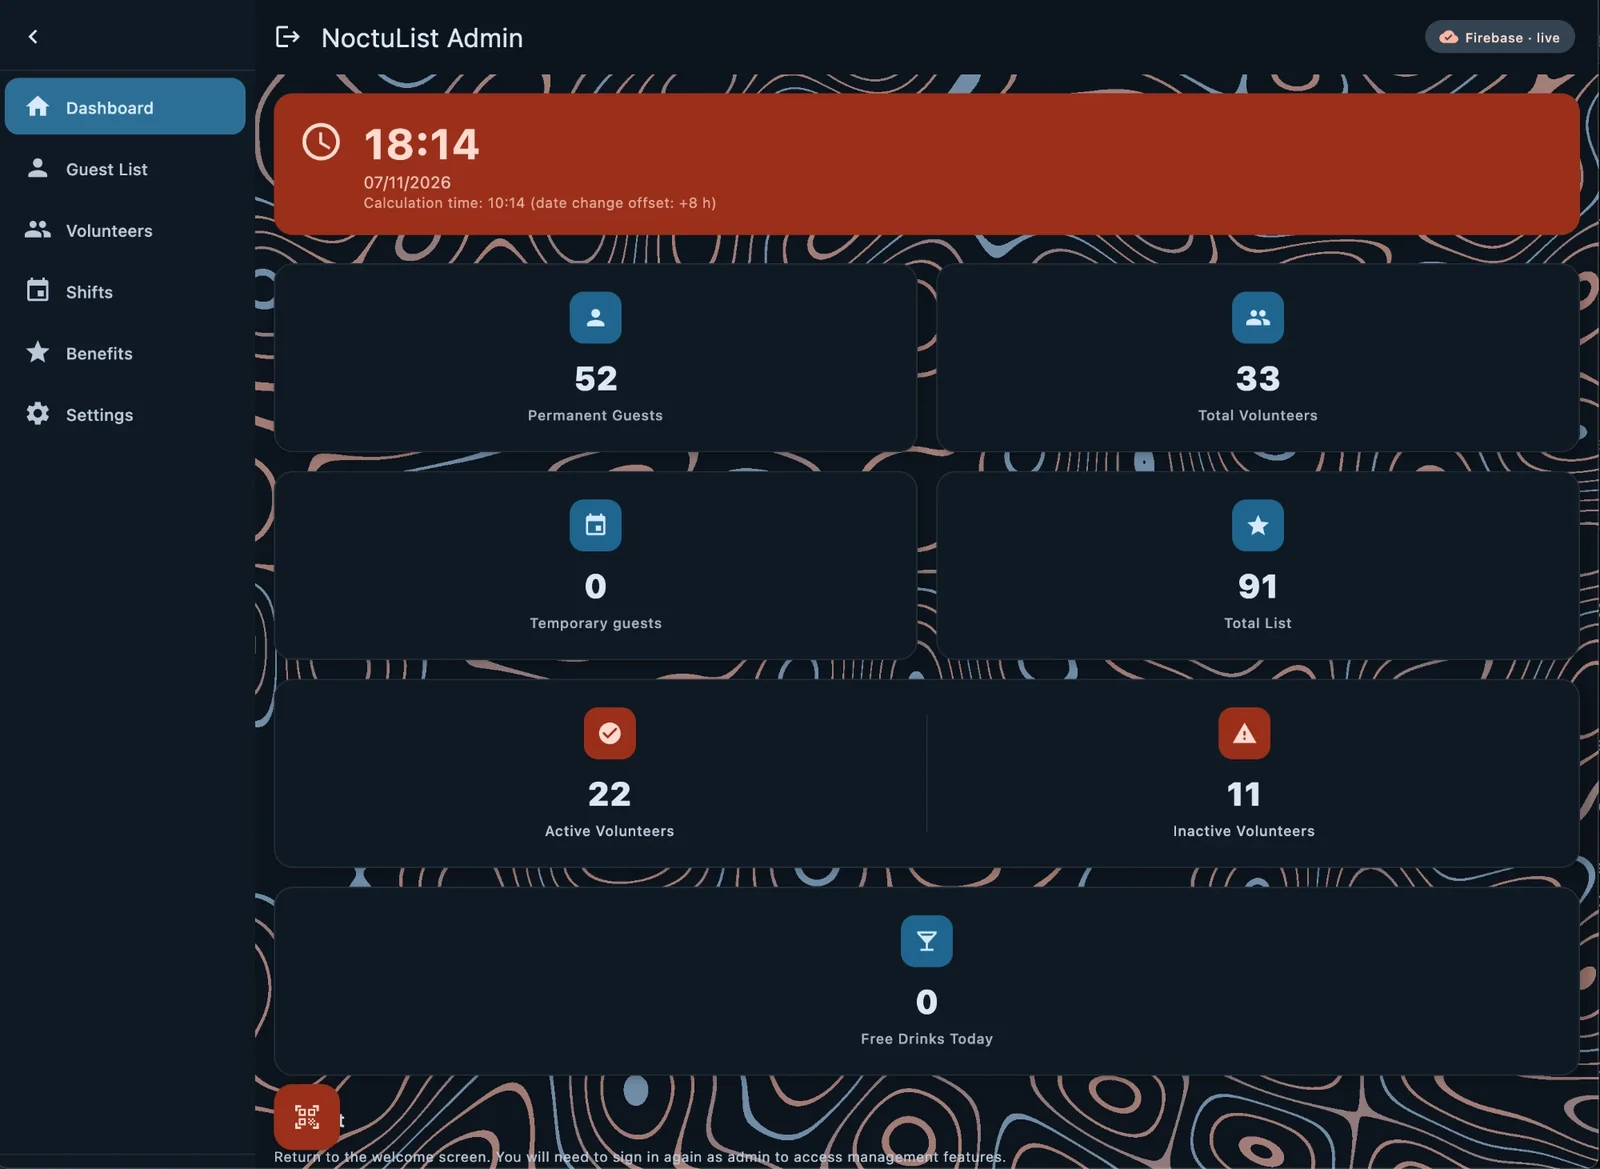 NoctuList Admin
Firebase · live
Dashboard
Guest List
Volunteers
Shifts
Benefits
Settings
18:14
07/11/2026
Calculation time: 10:14 (date change offset: +8 h)
52
Permanent Guests
33
Total Volunteers
0
Temporary guests
91
Total List
22
Active Volunteers
11
Inactive Volunteers
0
Free Drinks Today
Return to the welcome screen. You will need to sign in again as admin to access management features.